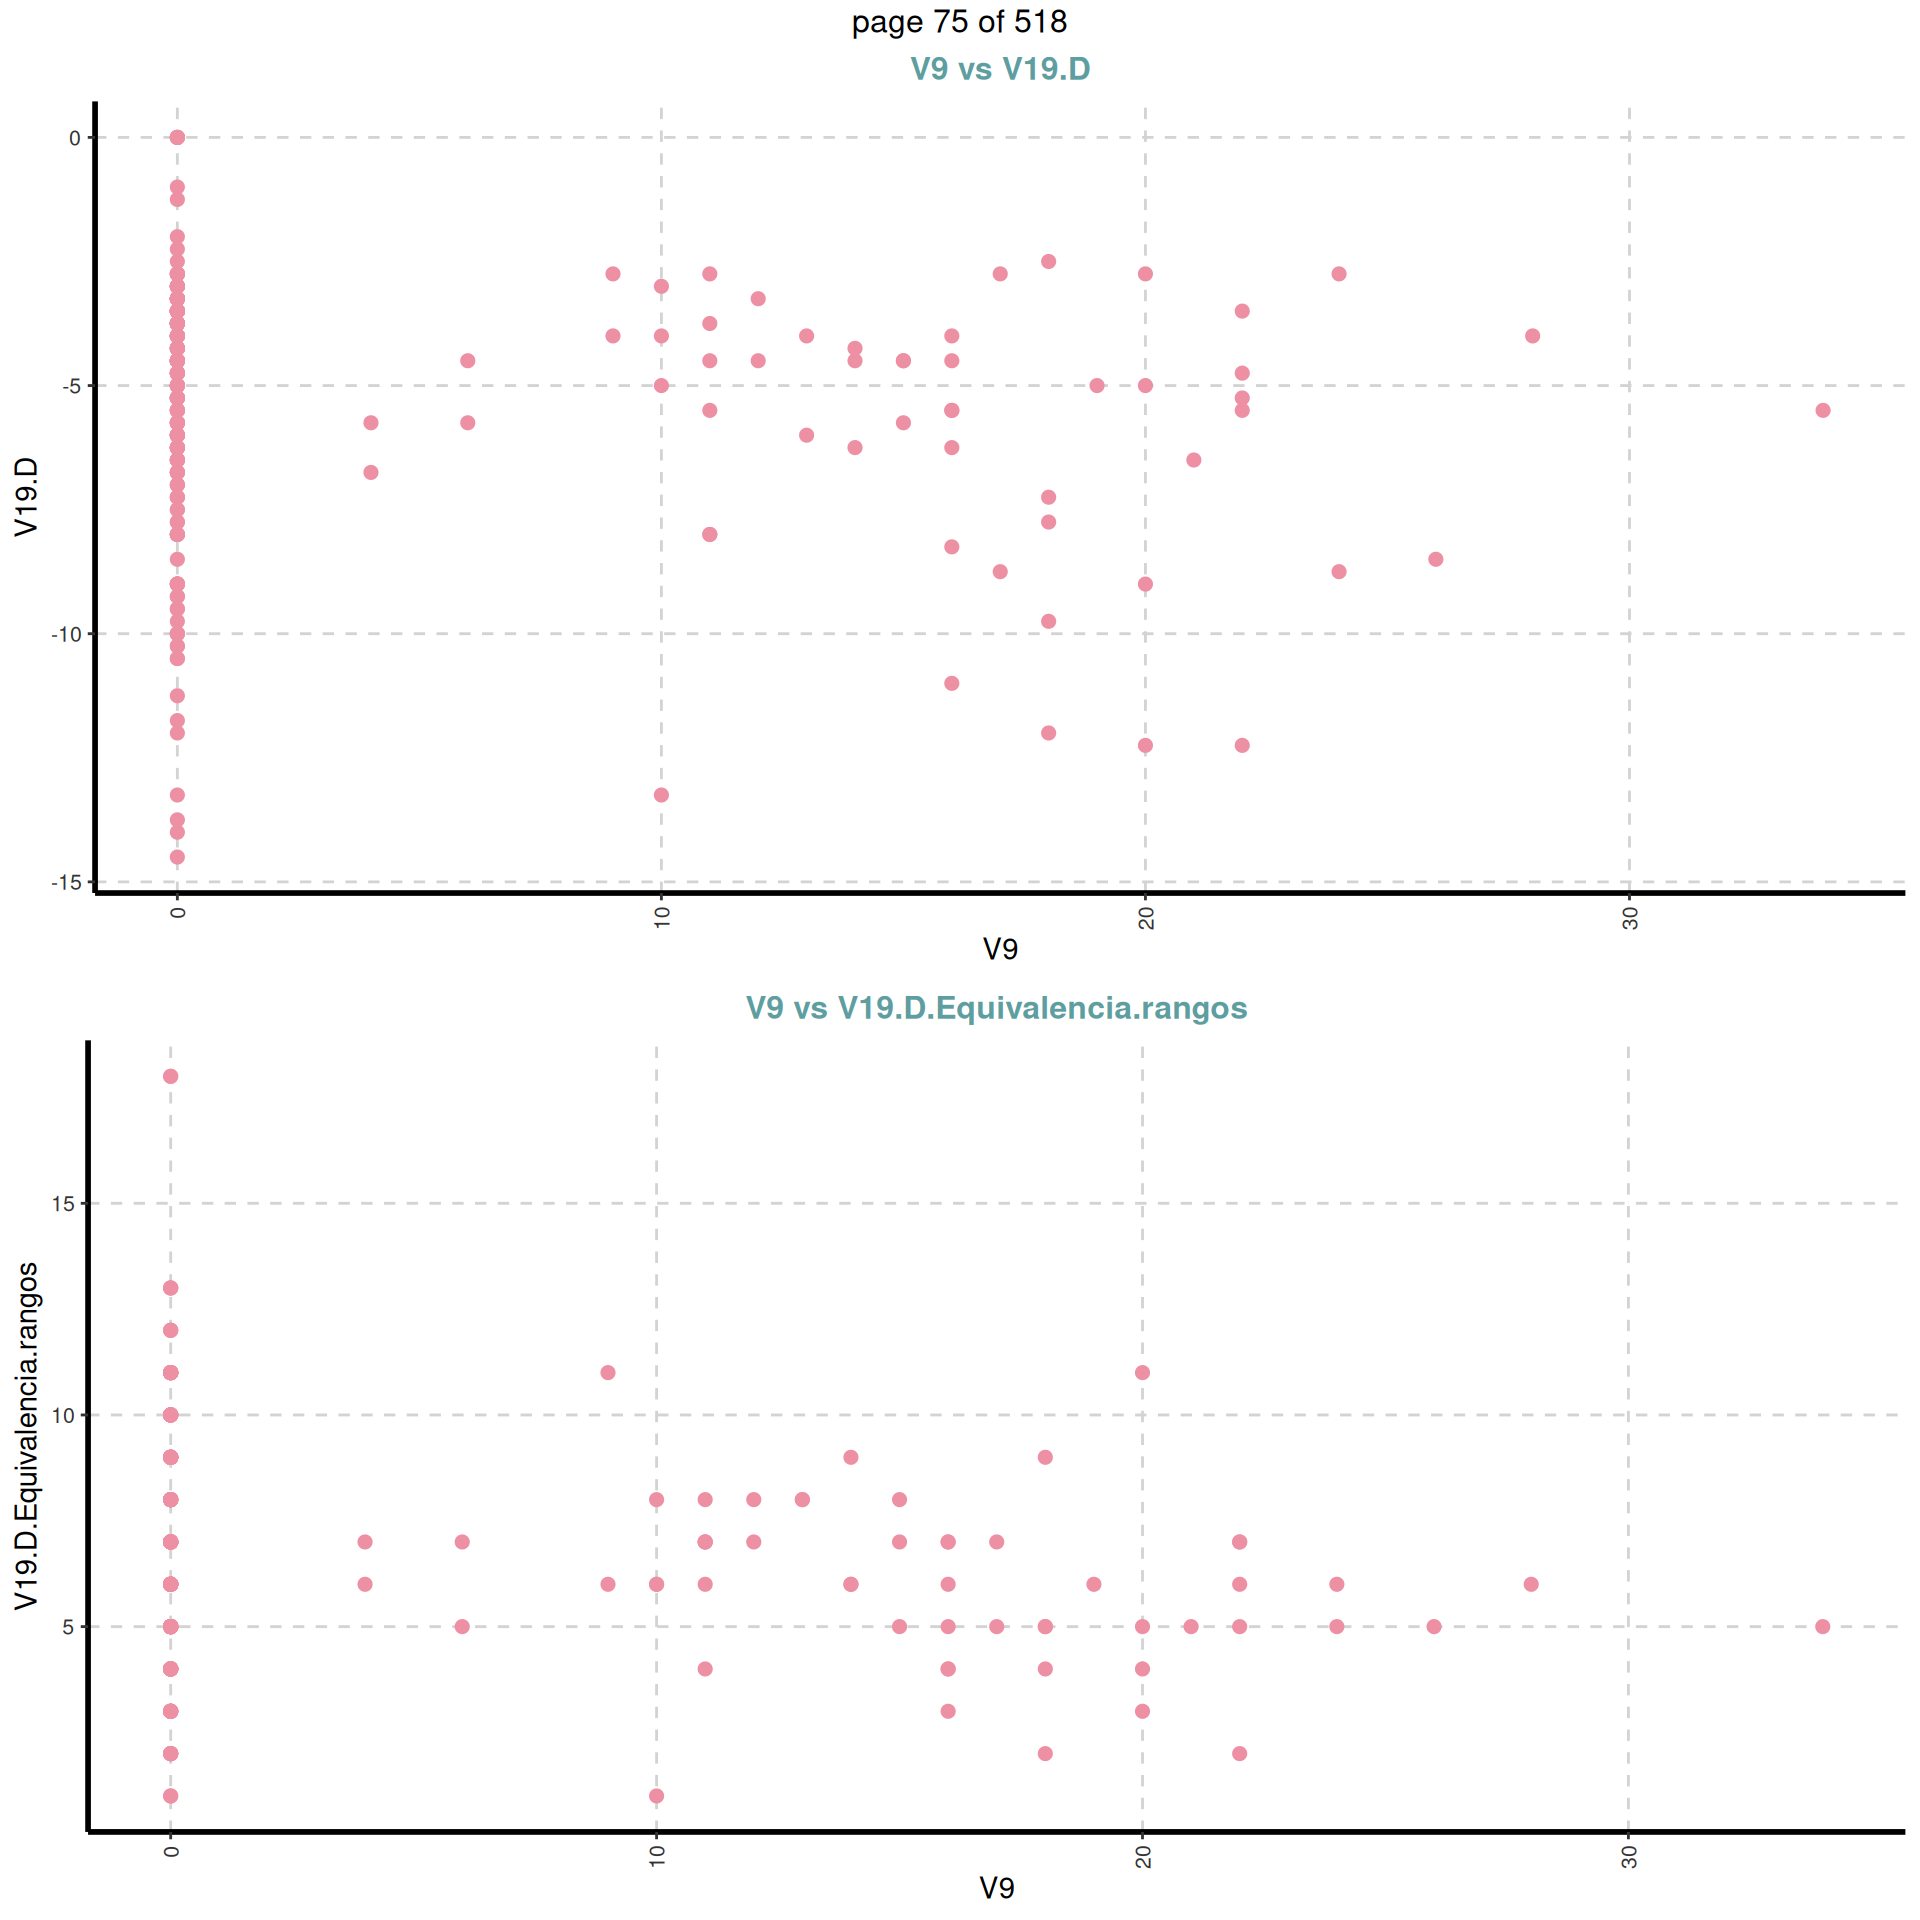 page 75 of 518
V9 vs V19.D
V19.D
0
-5
-10
-15
0 10 20 30
V9
V9 vs V19.D.Equivalencia.rangos
V19.D.Equivalencia.rangos
15
10
5
0 10 20 30
V9